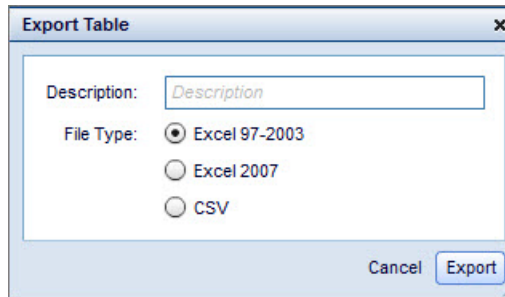 Export Table
Description: Description
File Type: Excel 97-2003
Excel 2007
CSV
Cancel Export